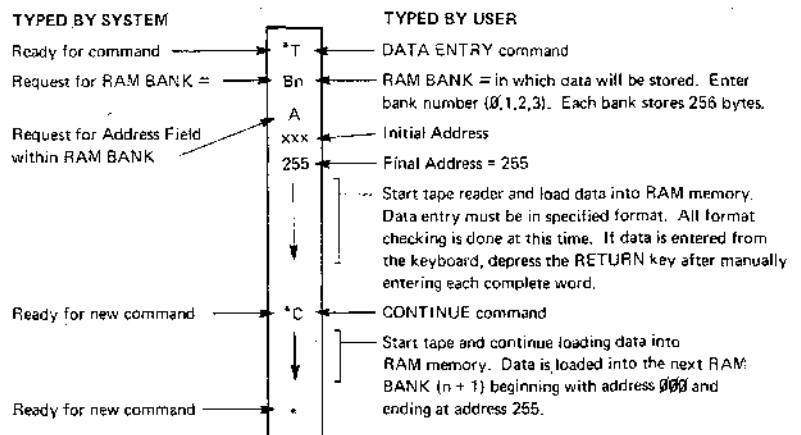 TYPED BY SYSTEM
TYPED BY USER
Ready for command
*T
DATA ENTRY command
Request for RAM BANK =
Bn
RAM BANK = in which data will be stored. Enter
bank number (0,1,2,3). Each bank stores 256 bytes.
Request for Address Field
within RAM BANK
A
xxx
Initial Address
255
Final Address = 255
Start tape reader and load data into RAM memory.
Data entry must be in specified format. All format
checking is done at this time. If data is entered from
the keyboard, depress the RETURN key after manually
entering each complete word.
Ready for new command
*C
CONTINUE command
Start tape and continue loading data into
RAM memory. Data is loaded into the next RAM
BANK (n + 1) beginning with address 000 and
ending at address 255.
Ready for new command
*